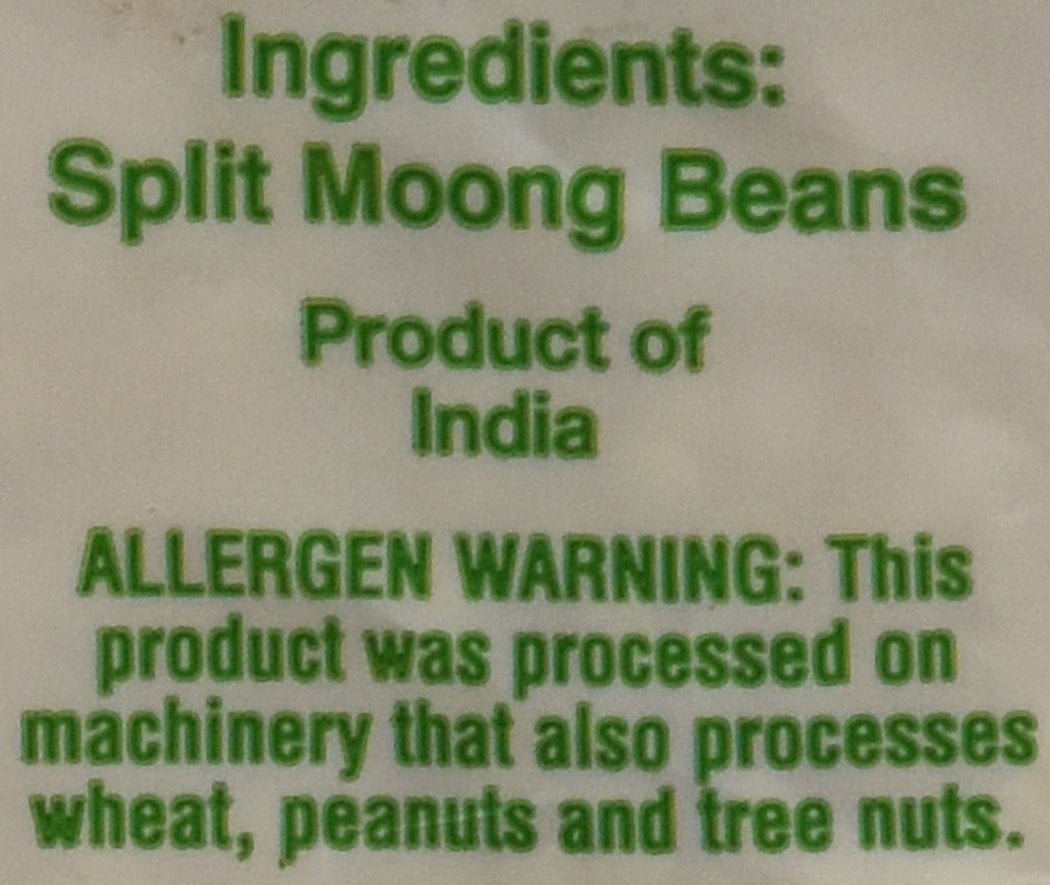 Ingredients:
Split Moong Beans
Product of
India
ALLERGEN WARNING: This
product was processed on
machinery that also processes
wheat, peanuts and tree nuts.